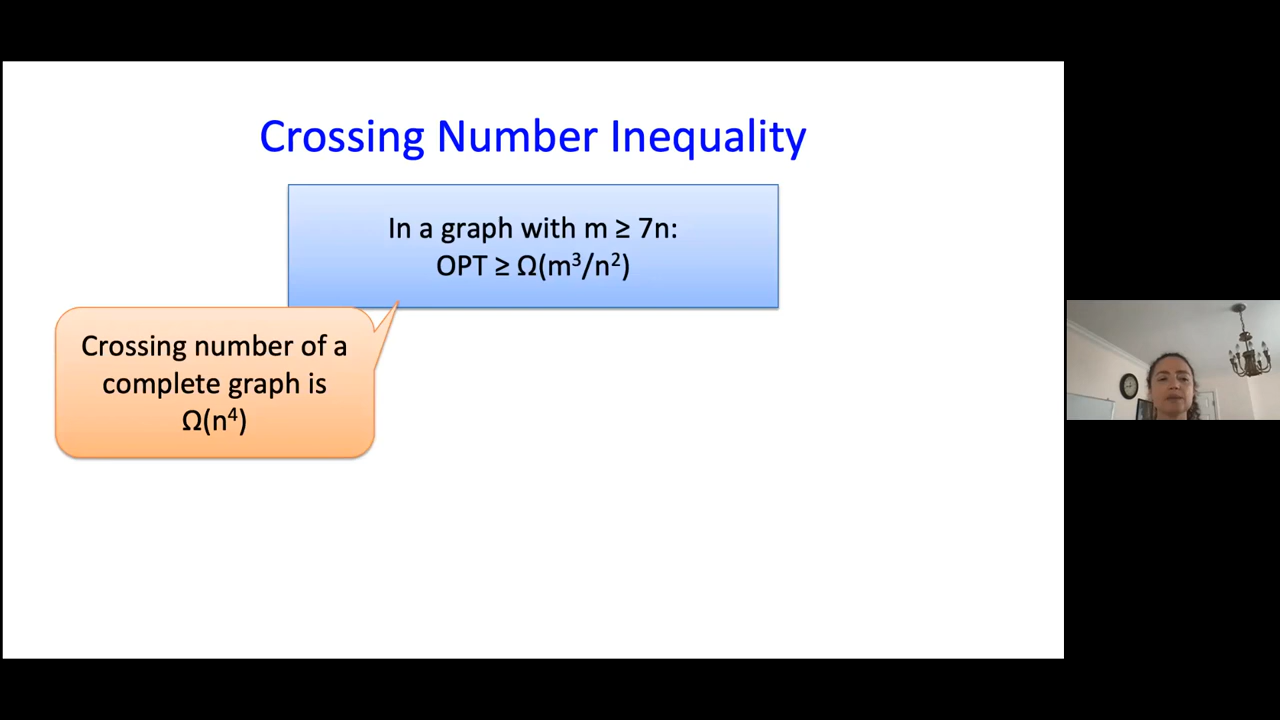 Crossing Number Inequality
In a graph with m ≥ 7n:
OPT ≥ Ω(m³/n²)
Crossing number of a
complete graph is
Ω(n⁴)